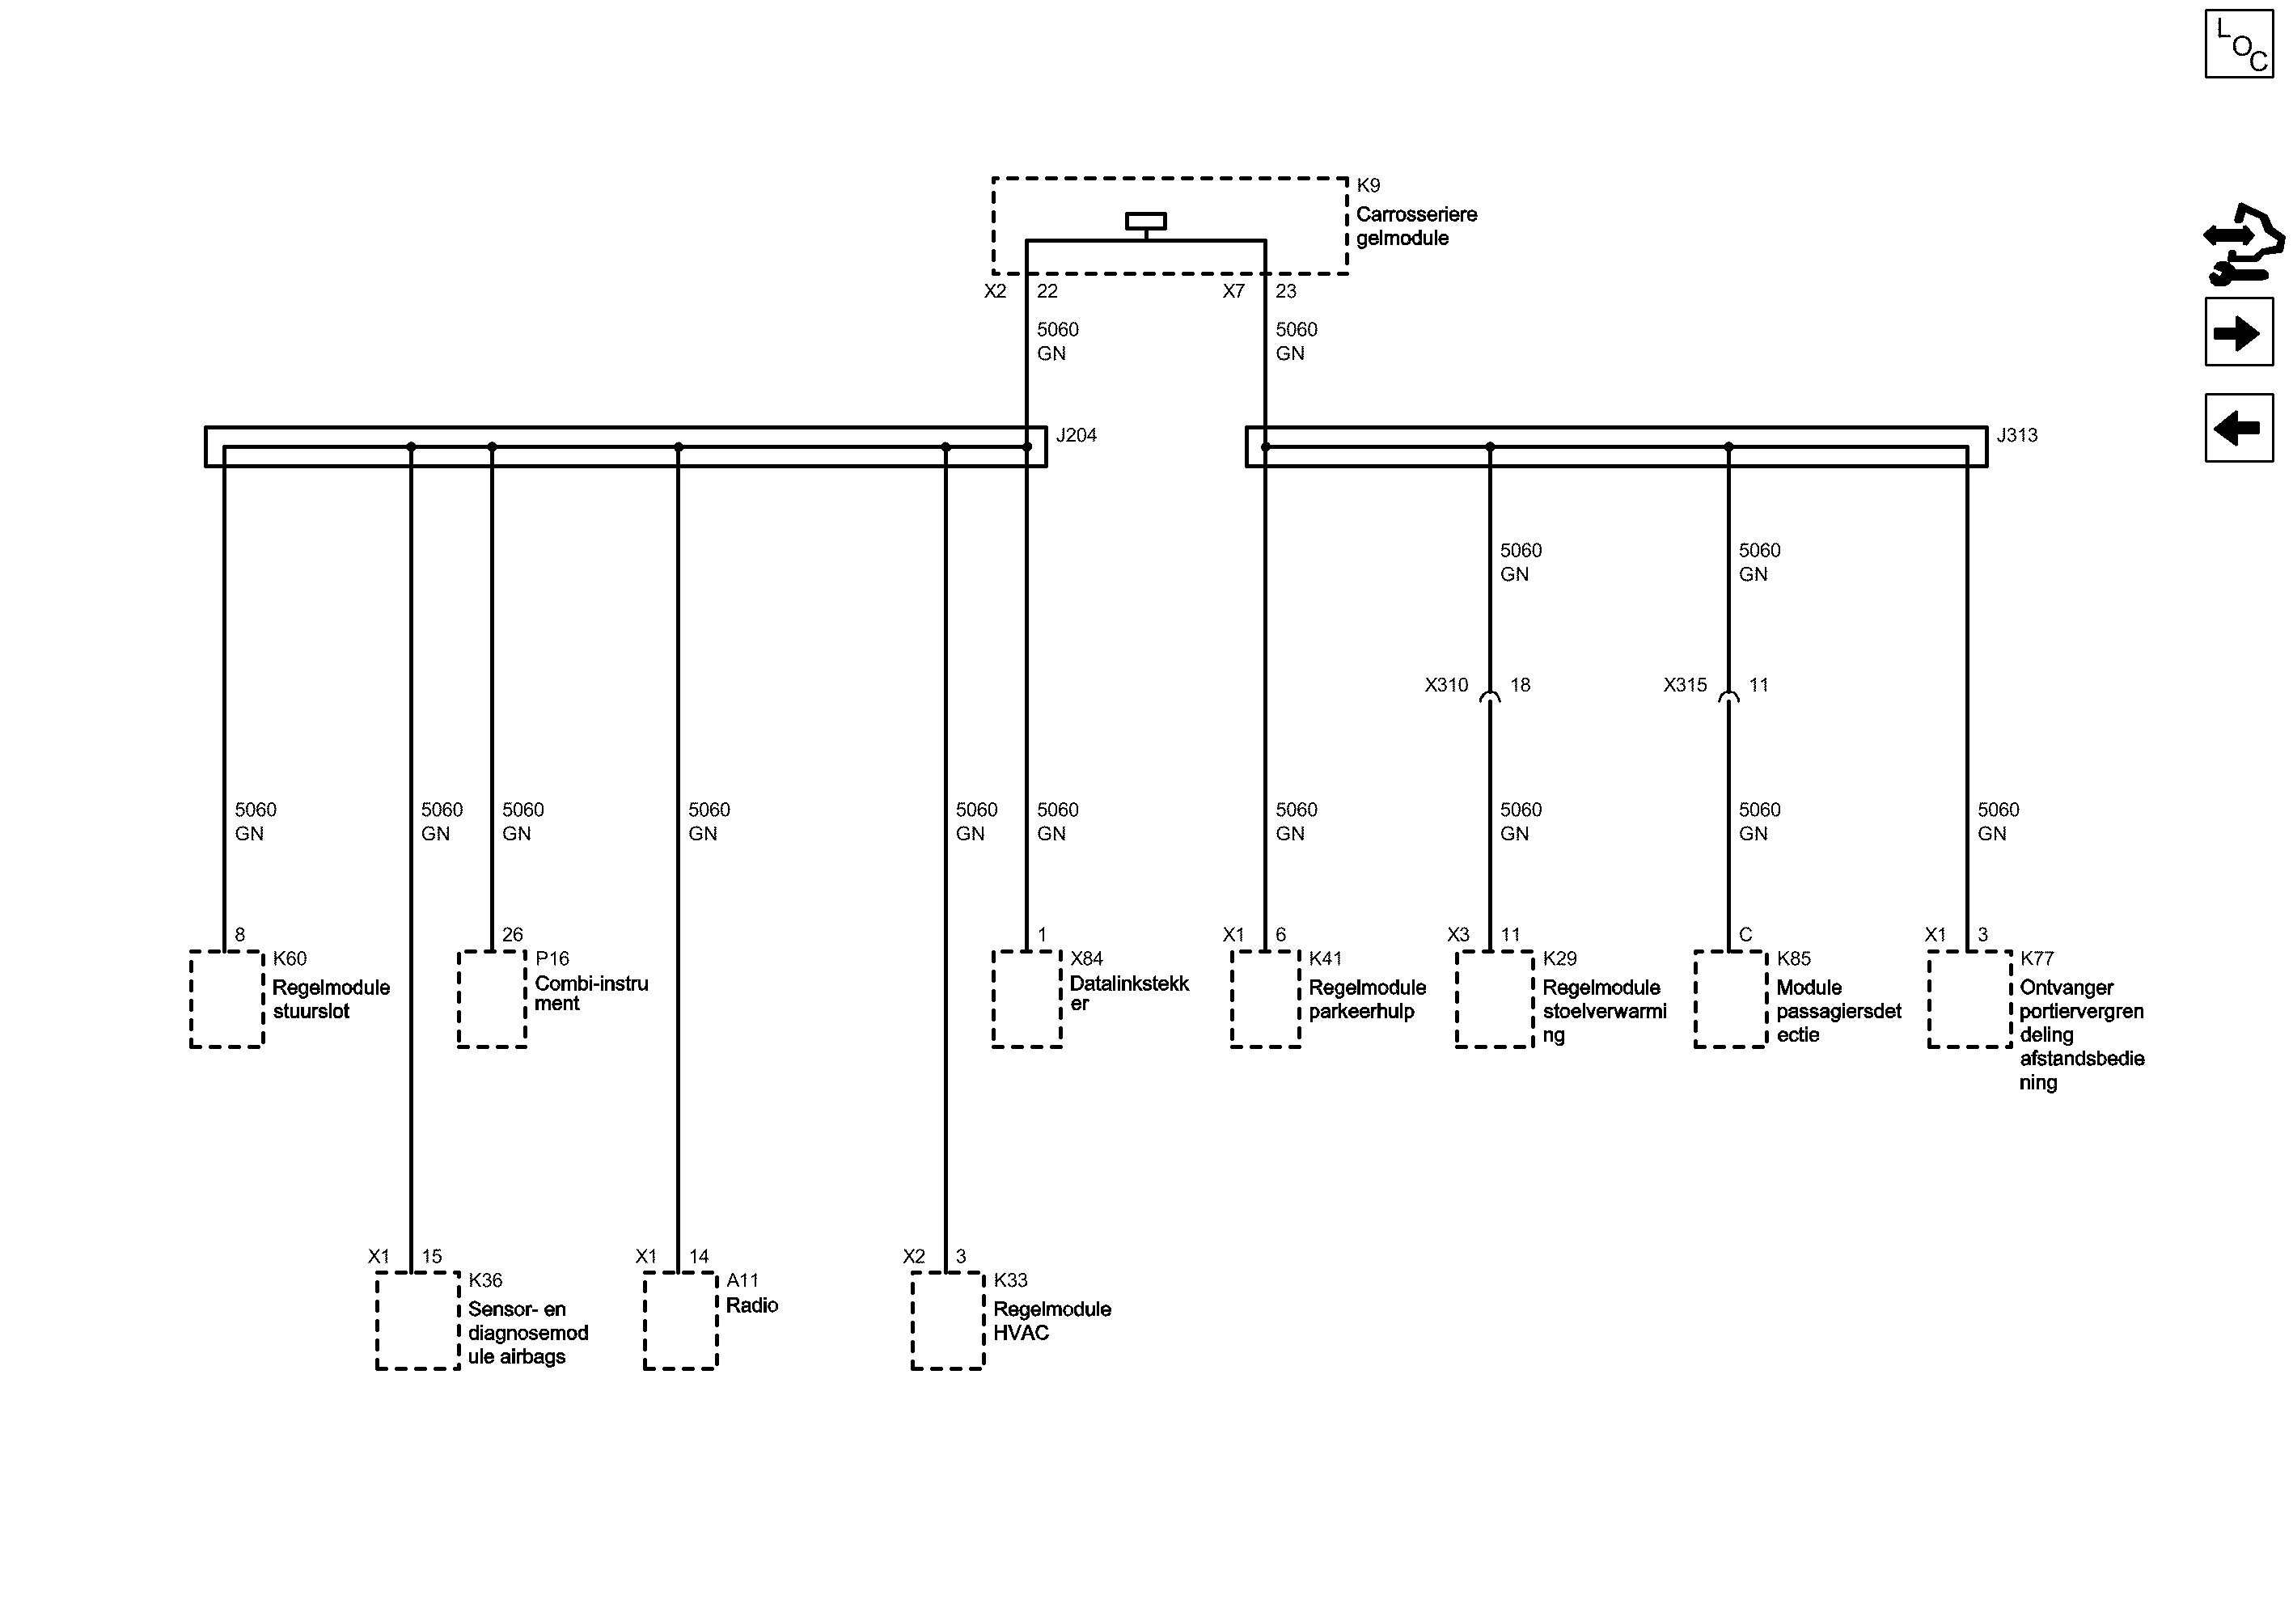 LOC
K9
Carrosseriere
gelmodule
X2 22 X7 23
5060 5060
GN GN
J204 J313
5060 5060
GN GN
X310 18 X315 11
5060 5060 5060 5060 5060 5060 5060 5060 5060 5060
GN GN GN GN GN GN GN GN GN GN
8 26 1 X1 6 X3 11 C X1 3
K60
Regelmodule
stuurslot
P16
Combi-instru
ment
X84
Datalinkstekk
er
K41
Regelmodule
parkeerhulp
K29
Regelmodule
stoelverwarmi
ng
K85
Module
passagiersdet
ectie
K77
Ontvanger
portiervergren
deling
afstandsbedie
ning
X1 15 X1 14 X2 3
K36
Sensor- en
diagnosemod
ule airbags
A11
Radio
K33
Regelmodule
HVAC